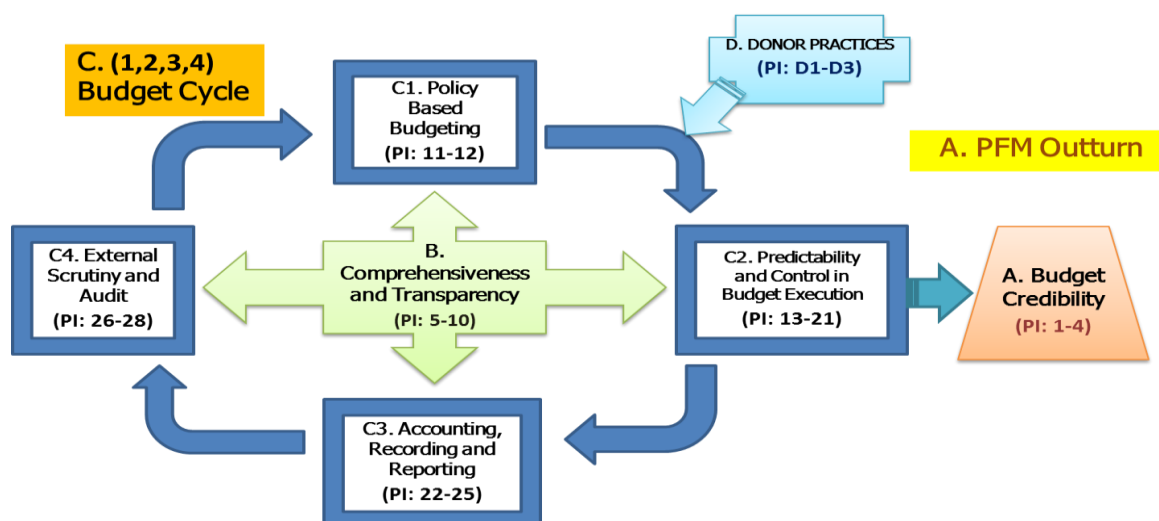 C. (1,2,3,4)
Budget Cycle
C1. Policy
Based
Budgeting
(PI: 11-12)
D. DONOR PRACTICES
(PI: D1-D3)
A. PFM Outturn
C4. External
Scrutiny and
Audit
(PI: 26-28)
B.
Comprehensiveness
and Transparency
(PI: 5-10)
C2. Predictability
and Control in
Budget Execution
(PI: 13-21)
A. Budget
Credibility
(PI: 1-4)
C3. Accounting,
Recording and
Reporting
(PI: 22-25)